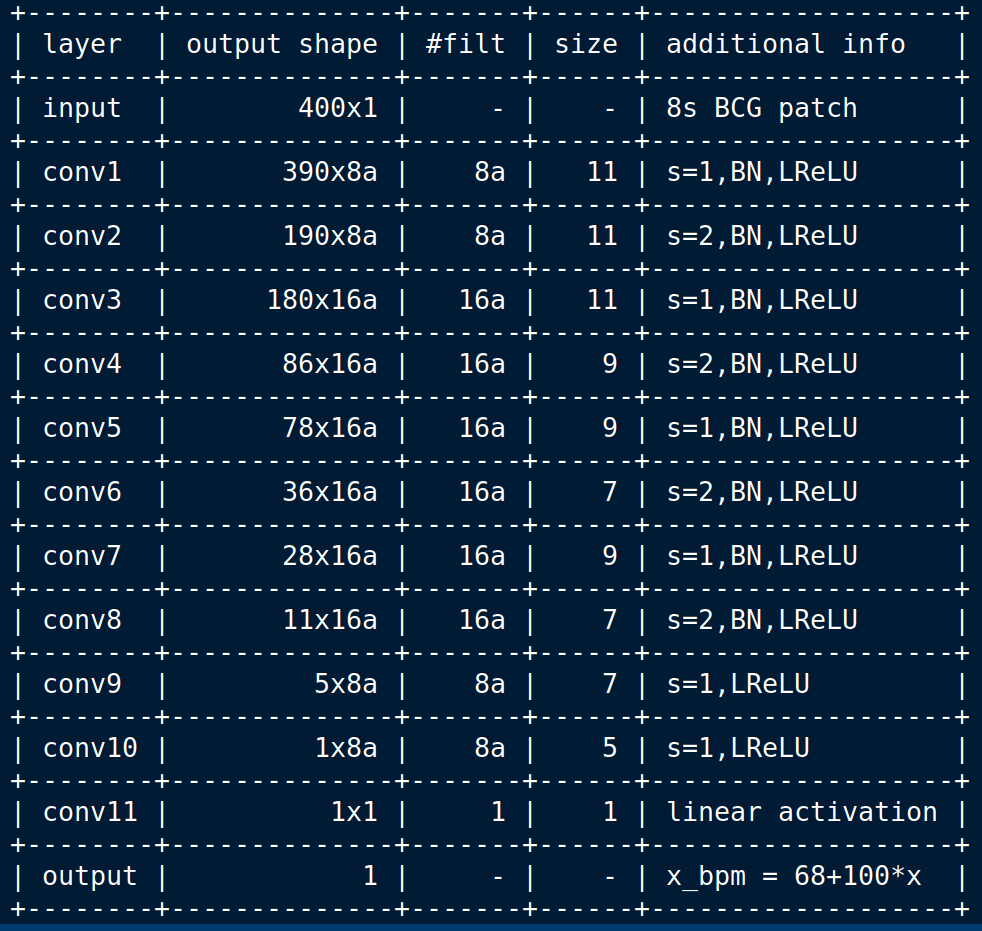 +--------+--------------+-------+------+-------------------+
| layer  | output shape | #filt | size | additional info   |
+--------+--------------+-------+------+-------------------+
| input  |        400x1 |     - |    - | 8s BCG patch      |
+--------+--------------+-------+------+-------------------+
| conv1  |       390x8a |    8a |   11 | s=1,BN,LReLU      |
+--------+--------------+-------+------+-------------------+
| conv2  |       190x8a |    8a |   11 | s=2,BN,LReLU      |
+--------+--------------+-------+------+-------------------+
| conv3  |      180x16a |   16a |   11 | s=1,BN,LReLU      |
+--------+--------------+-------+------+-------------------+
| conv4  |       86x16a |   16a |    9 | s=2,BN,LReLU      |
+--------+--------------+-------+------+-------------------+
| conv5  |       78x16a |   16a |    9 | s=1,BN,LReLU      |
+--------+--------------+-------+------+-------------------+
| conv6  |       36x16a |   16a |    7 | s=2,BN,LReLU      |
+--------+--------------+-------+------+-------------------+
| conv7  |       28x16a |   16a |    9 | s=1,BN,LReLU      |
+--------+--------------+-------+------+-------------------+
| conv8  |       11x16a |   16a |    7 | s=2,BN,LReLU      |
+--------+--------------+-------+------+-------------------+
| conv9  |         5x8a |    8a |    7 | s=1,LReLU         |
+--------+--------------+-------+------+-------------------+
| conv10 |         1x8a |    8a |    5 | s=1,LReLU         |
+--------+--------------+-------+------+-------------------+
| conv11 |          1x1 |     1 |    1 | linear activation |
+--------+--------------+-------+------+-------------------+
| output |            1 |     - |    - | x_bpm = 68+100*x  |
+--------+--------------+-------+------+-------------------+